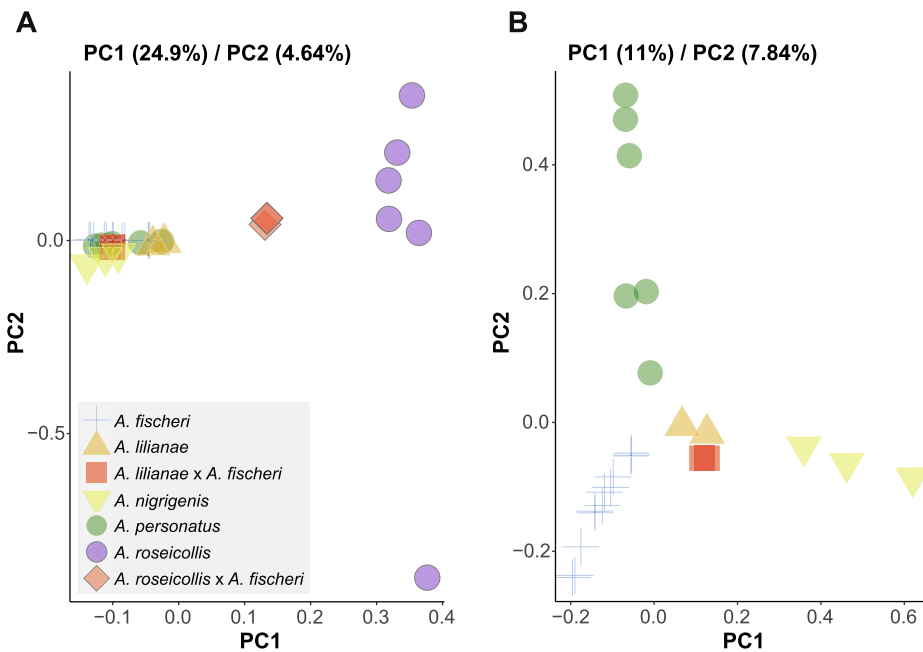 A
PC1 (24.9%) / PC2 (4.64%)
0.0
−0.5
PC2
A. fischeri
A. lilianae
A. lilianae x A. fischeri
A. nigrigenis
A. personatus
A. roseicollis
A. roseicollis x A. fischeri
−0.1 0.0 0.1 0.2 0.3 0.4
PC1
B
PC1 (11%) / PC2 (7.84%)
0.4
0.2
0.0
−0.2
PC2
−0.2 0.0 0.2 0.4 0.6
PC1